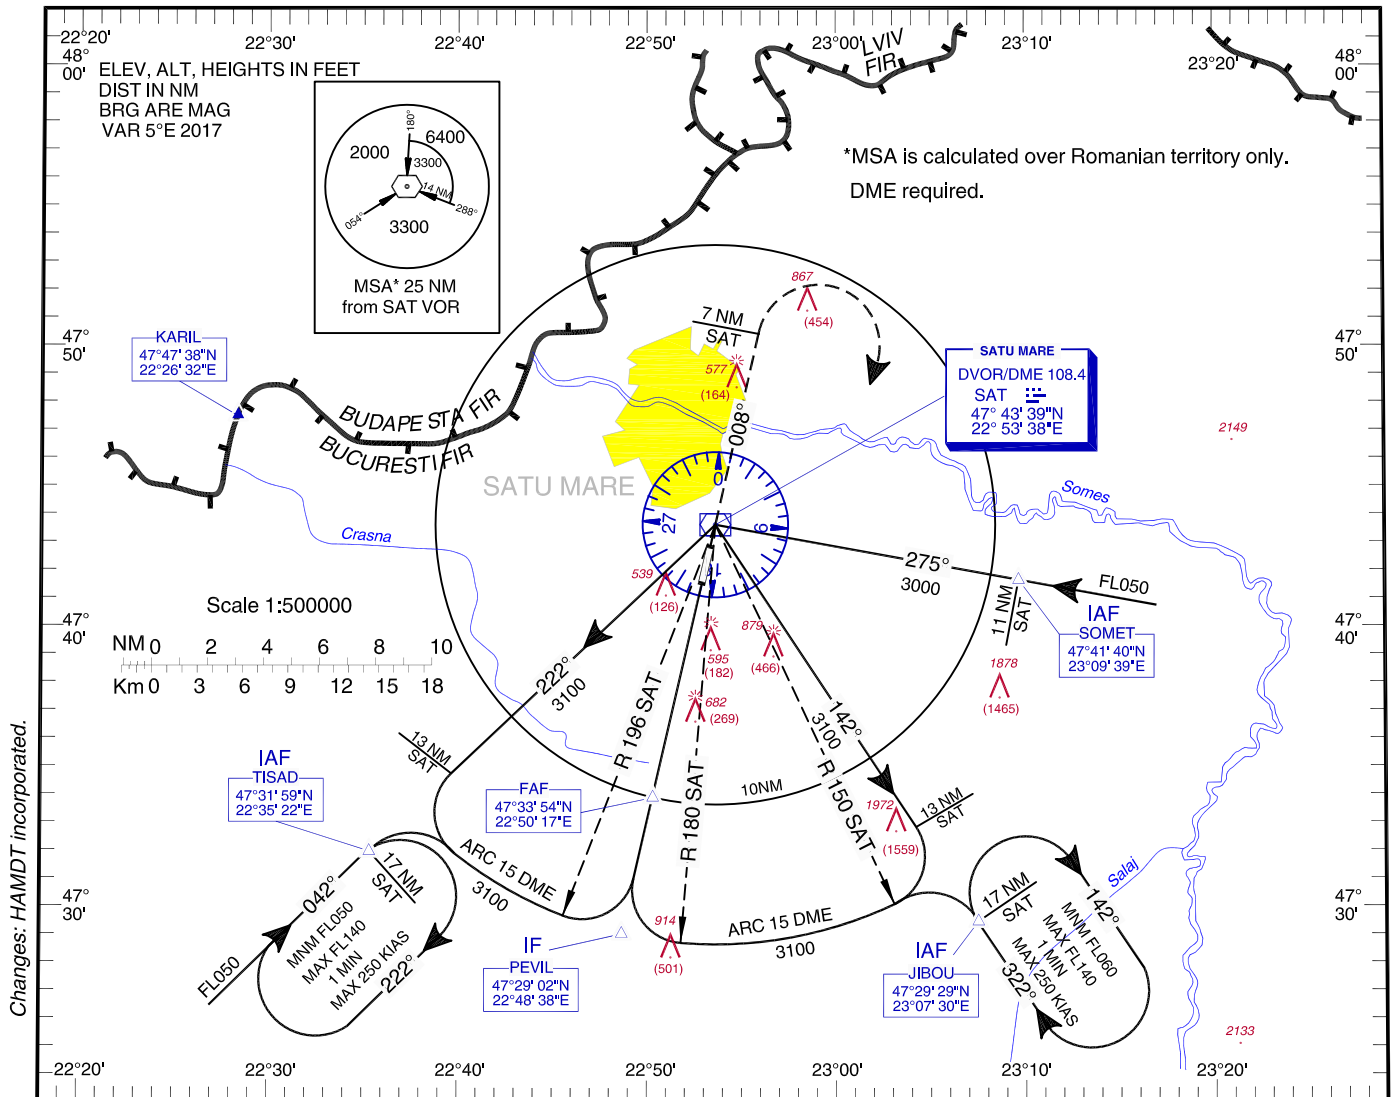 22°20'
22°30'
22°40'
22°50'
23°00'
23°10'
23°20'
48°
00'
48°
00'
ELEV, ALT, HEIGHTS IN FEET
DIST IN NM
BRG ARE MAG
VAR 5°E 2017
180°
6400
2000
3300
14 NM
054°
288°
3300
MSA* 25 NM
from SAT VOR
LVIV
FIR
*MSA is calculated over Romanian territory only.
DME required.
867
(454)
7 NM
SAT
577
(164)
008°
47°
50'
47°
50'
KARIL
47°47' 38"N
22°26' 32"E
BUDAPESTA FIR
BUCURESTI FIR
SATU MARE
SATU MARE
DVOR/DME 108.4
SAT
47° 43' 39"N
22° 53' 38"E
2149
Somes
Crasna
0
27
9
539
(126)
275°
3000
FL050
11 NM
SAT
IAF
SOMET
47°41' 40"N
23°09' 39"E
1878
(1465)
Scale 1:500000
NM 0 2 4 6 8 10
Km 0 3 6 9 12 15 18
47°
40'
47°
40'
595
(182)
879
(466)
682
(269)
222°
3100
R 196 SAT
R 180 SAT
142°
3100
R 150 SAT
13 NM
SAT
13 NM
SAT
10NM
1972
(1559)
IAF
TISAD
47°31' 59"N
22°35' 22"E
FAF
47°33' 54"N
22°50' 17"E
ARC 15 DME
3100
ARC 15 DME
3100
914
(501)
IF
PEVIL
47°29' 02"N
22°48' 38"E
IAF
JIBOU
47°29' 29"N
23°07' 30"E
17 NM
SAT
042°
MNM FL050
MAX FL140
1 MIN
MAX 250 KIAS
222°
FL050
17 NM
SAT
142°
MNM FL060
MAX FL140
1 MIN
MAX 250 KIAS
322°
Salaj
2133
47°
30'
47°
30'
22°20'
22°30'
22°40'
22°50'
23°00'
23°10'
23°20'
Changes: HAMDT incorporated.